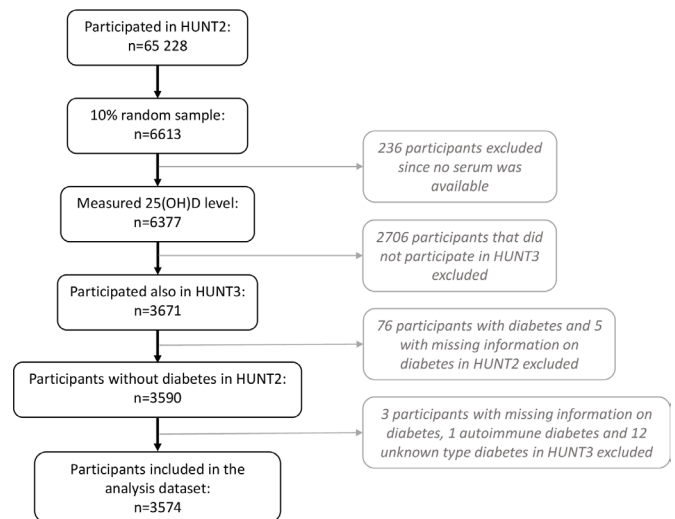 Participated in HUNT2:
n=65 228
10% random sample:
n=6613
236 participants excluded
since no serum was
available
Measured 25(OH)D level:
n=6377
2706 participants that did
not participate in HUNT3
excluded
Participated also in HUNT3:
n=3671
76 participants with diabetes and 5
with missing information on
diabetes in HUNT2 excluded
Participants without diabetes in HUNT2:
n=3590
3 participants with missing information on
diabetes, 1 autoimmune diabetes and 12
unknown type diabetes in HUNT3 excluded
Participants included in the
analysis dataset:
n=3574